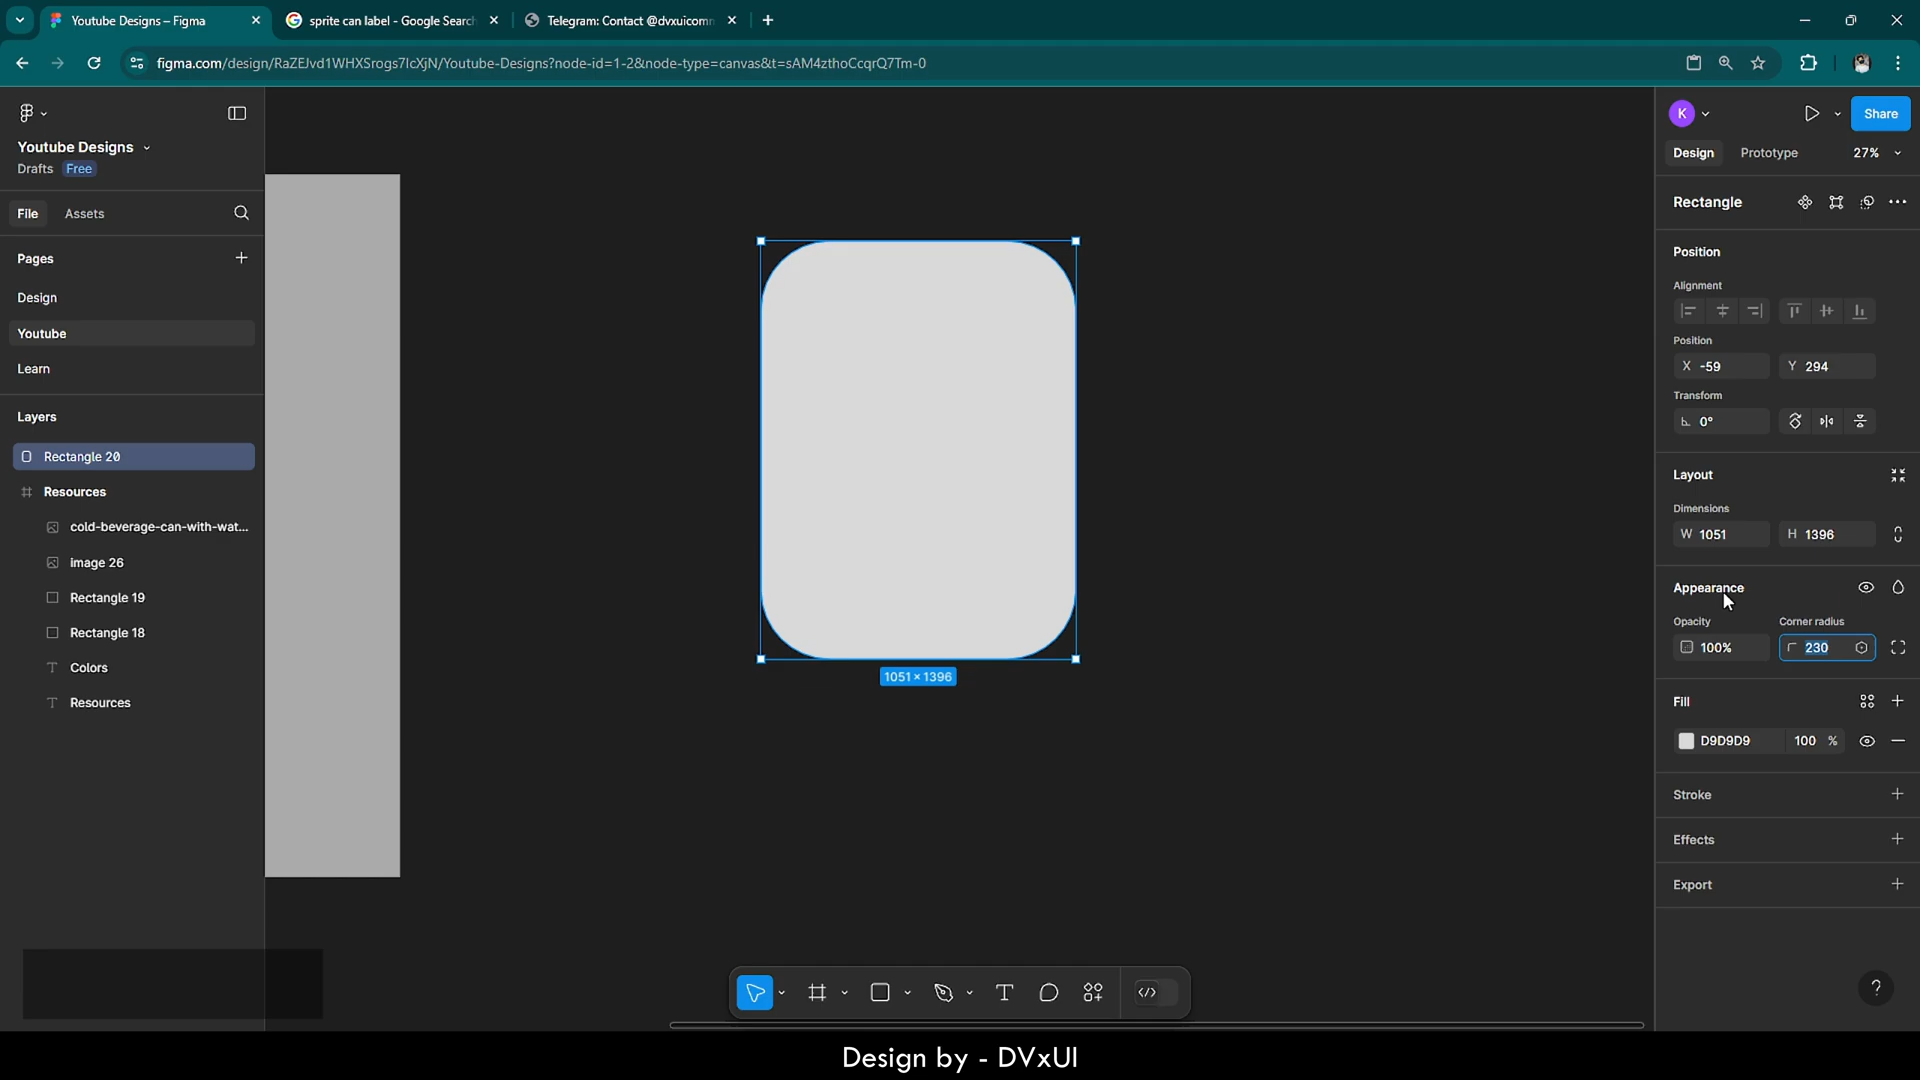 Youtube Designs – Figma
sprite can label - Google Search
Telegram: Contact @dvxuicomm
figma.com/design/RaZEJvd1WHXSrogs7IcXjN/Youtube-Designs?node-id=1-2&node-type=canvas&t=sAM4zthoCcqrQ7Tm-0
Youtube Designs
Drafts Free
File Assets
Pages
Design
Youtube
Learn
Layers
Rectangle 20
Resources
cold-beverage-can-with-wat...
image 26
Rectangle 19
Rectangle 18
Colors
Resources
1051 × 1396
K
Share
Design Prototype 27%
Rectangle
Position
Alignment
Position
X -59 Y 294
Transform
0°
Layout
Dimensions
W 1051 H 1396
Appearance
Opacity Corner radius
100% 230
Fill
D9D9D9 100 %
Stroke
Effects
Export
?
Design by - DVxUI